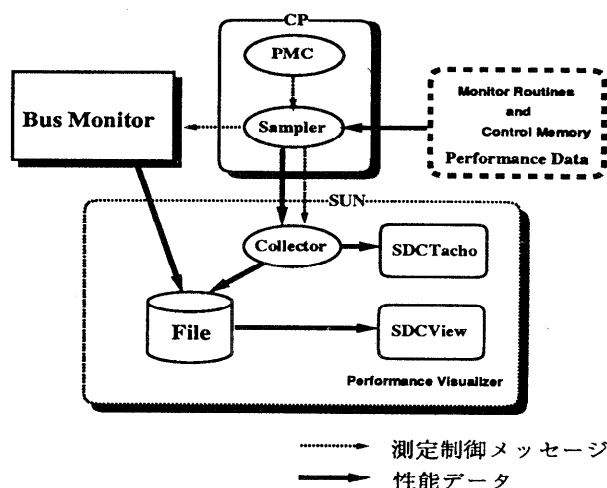 CP
PMC
Bus Monitor
Sampler
Monitor Routines
and
Control Memory
Performance Data
SUN
Collector
SDCTacho
File
SDCView
Performance Visualizer
測定制御メッセージ
性能データ